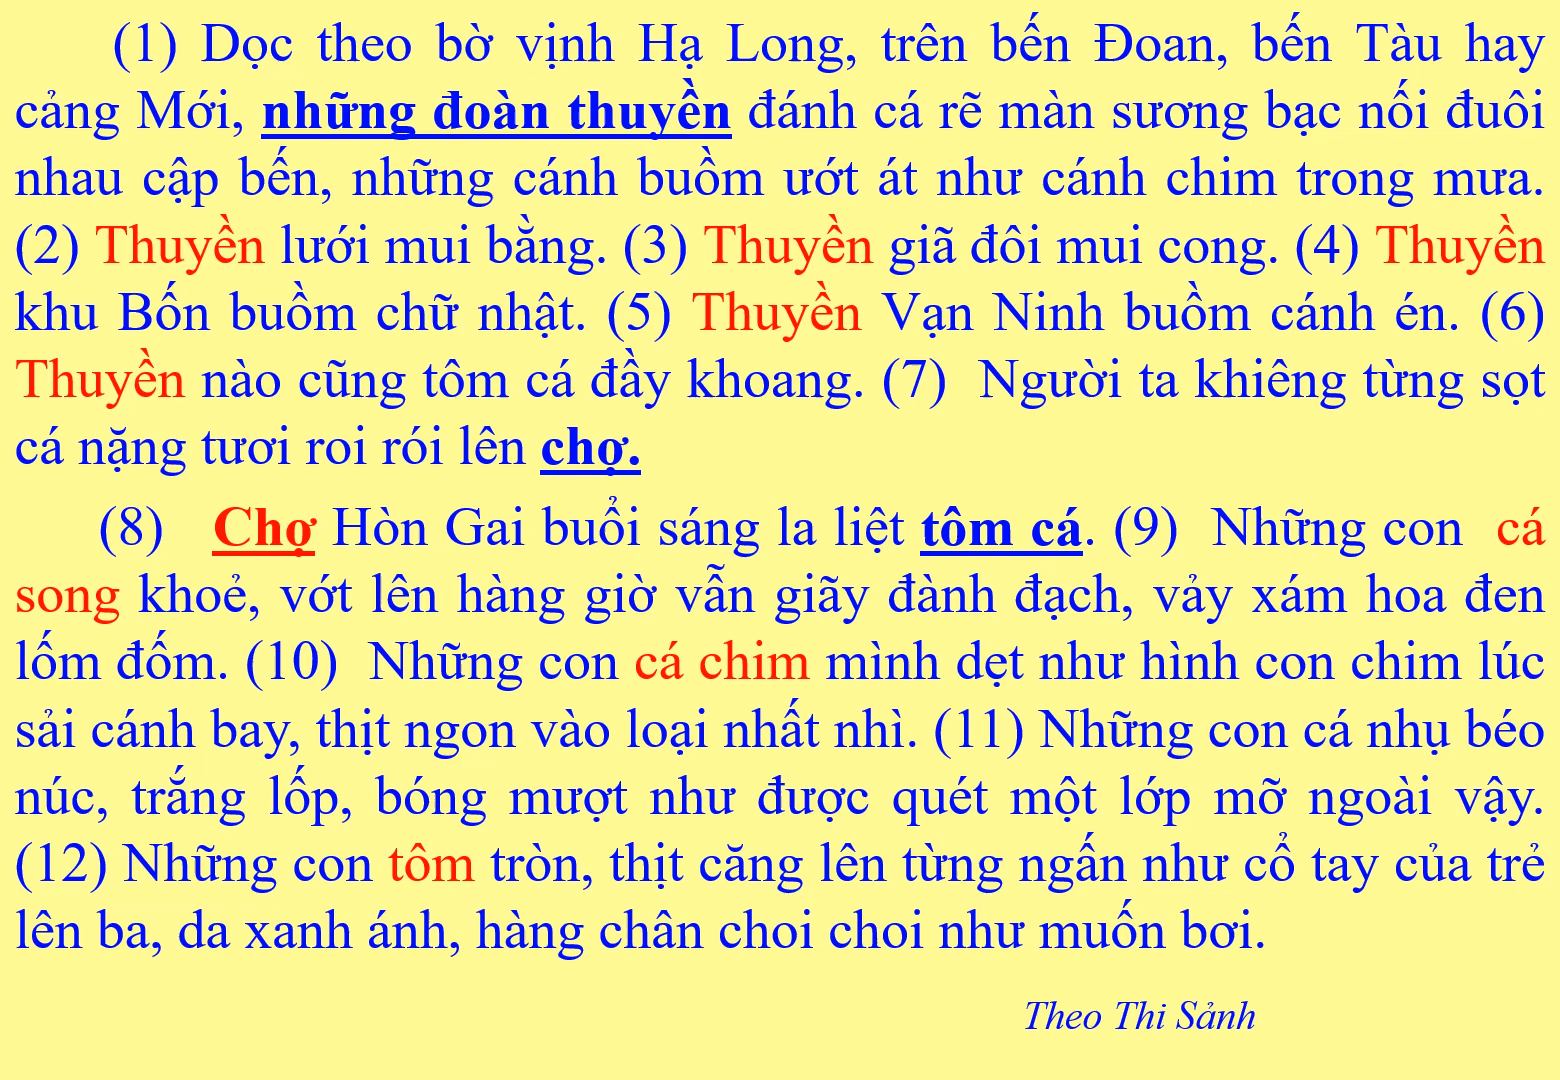 (1) Dọc theo bờ vịnh Hạ Long, trên bến Đoan, bến Tàu hay
cảng Mới, những đoàn thuyền đánh cá rẽ màn sương bạc nối đuôi
nhau cập bến, những cánh buồm ướt át như cánh chim trong mưa.
(2) Thuyền lưới mui bằng. (3) Thuyền giã đôi mui cong. (4) Thuyền
khu Bốn buồm chữ nhật. (5) Thuyền Vạn Ninh buồm cánh én. (6)
Thuyền nào cũng tôm cá đầy khoang. (7) Người ta khiêng từng sọt
cá nặng tươi roi rói lên chợ.
(8) Chợ Hòn Gai buổi sáng la liệt tôm cá. (9) Những con cá
song khoẻ, vớt lên hàng giờ vẫn giãy đành đạch, vảy xám hoa đen
lốm đốm. (10) Những con cá chim mình dẹt như hình con chim lúc
sải cánh bay, thịt ngon vào loại nhất nhì. (11) Những con cá nhụ béo
núc, trắng lốp, bóng mượt như được quét một lớp mỡ ngoài vậy.
(12) Những con tôm tròn, thịt căng lên từng ngấn như cổ tay của trẻ
lên ba, da xanh ánh, hàng chân choi choi như muốn bơi.
Theo Thi Sảnh